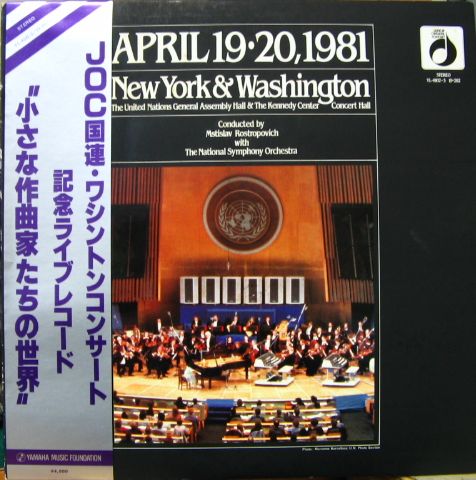 STEREO
JOC国連・ワシントンコンサート
記念ライブレコード
"小さな作曲家たちの世界"
YAMAHA MUSIC FOUNDATION
¥4,000
APRIL 19·20, 1981
New York & Washington
The United Nations General Assembly Hall & The Kennedy Center Concert Hall
Conducted by
Mstislav Rostropovich
with
The National Symphony Orchestra
STEREO